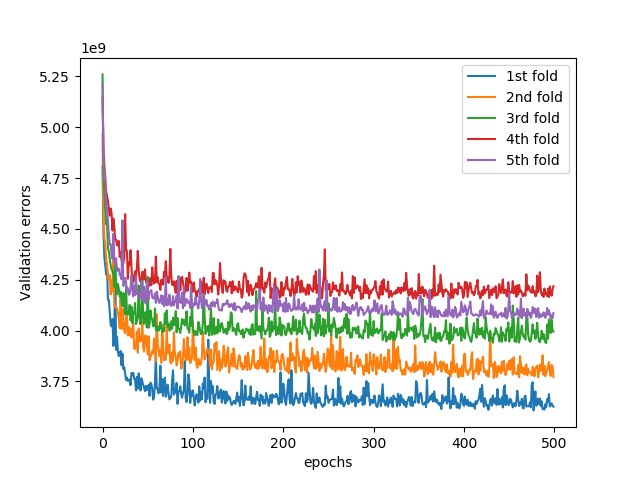 1e9
5.25
5.00
4.75
4.50
4.25
4.00
3.75
Validation errors
0 100 200 300 400 500
epochs
1st fold
2nd fold
3rd fold
4th fold
5th fold